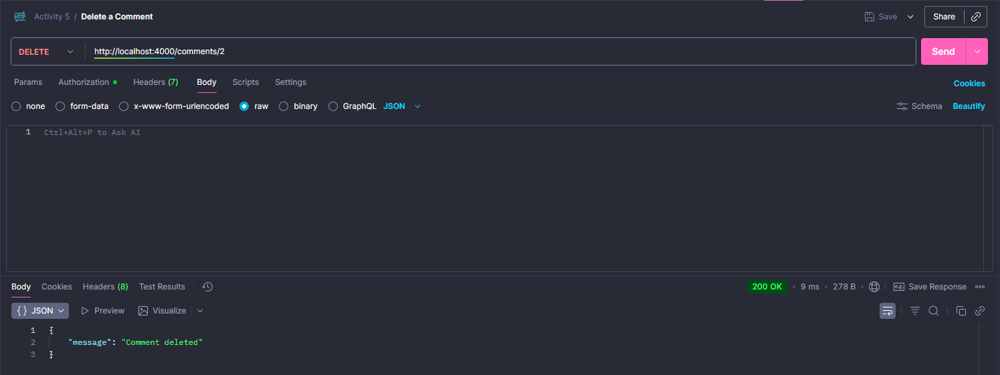 HTTP Activity 5 / Delete a Comment Save Share
DELETE http://localhost:4000/comments/2 Send
Params Authorization Headers (7) Body Scripts Settings Cookies
none form-data x-www-form-urlencoded raw binary GraphQL JSON Schema Beautify
1 Ctrl+Alt+P to Ask AI
Body Cookies Headers (8) Test Results 200 OK • 9 ms • 278 B • e.g. Save Response
{} JSON Preview Visualize
1 {
2 "message": "Comment deleted"
3 }